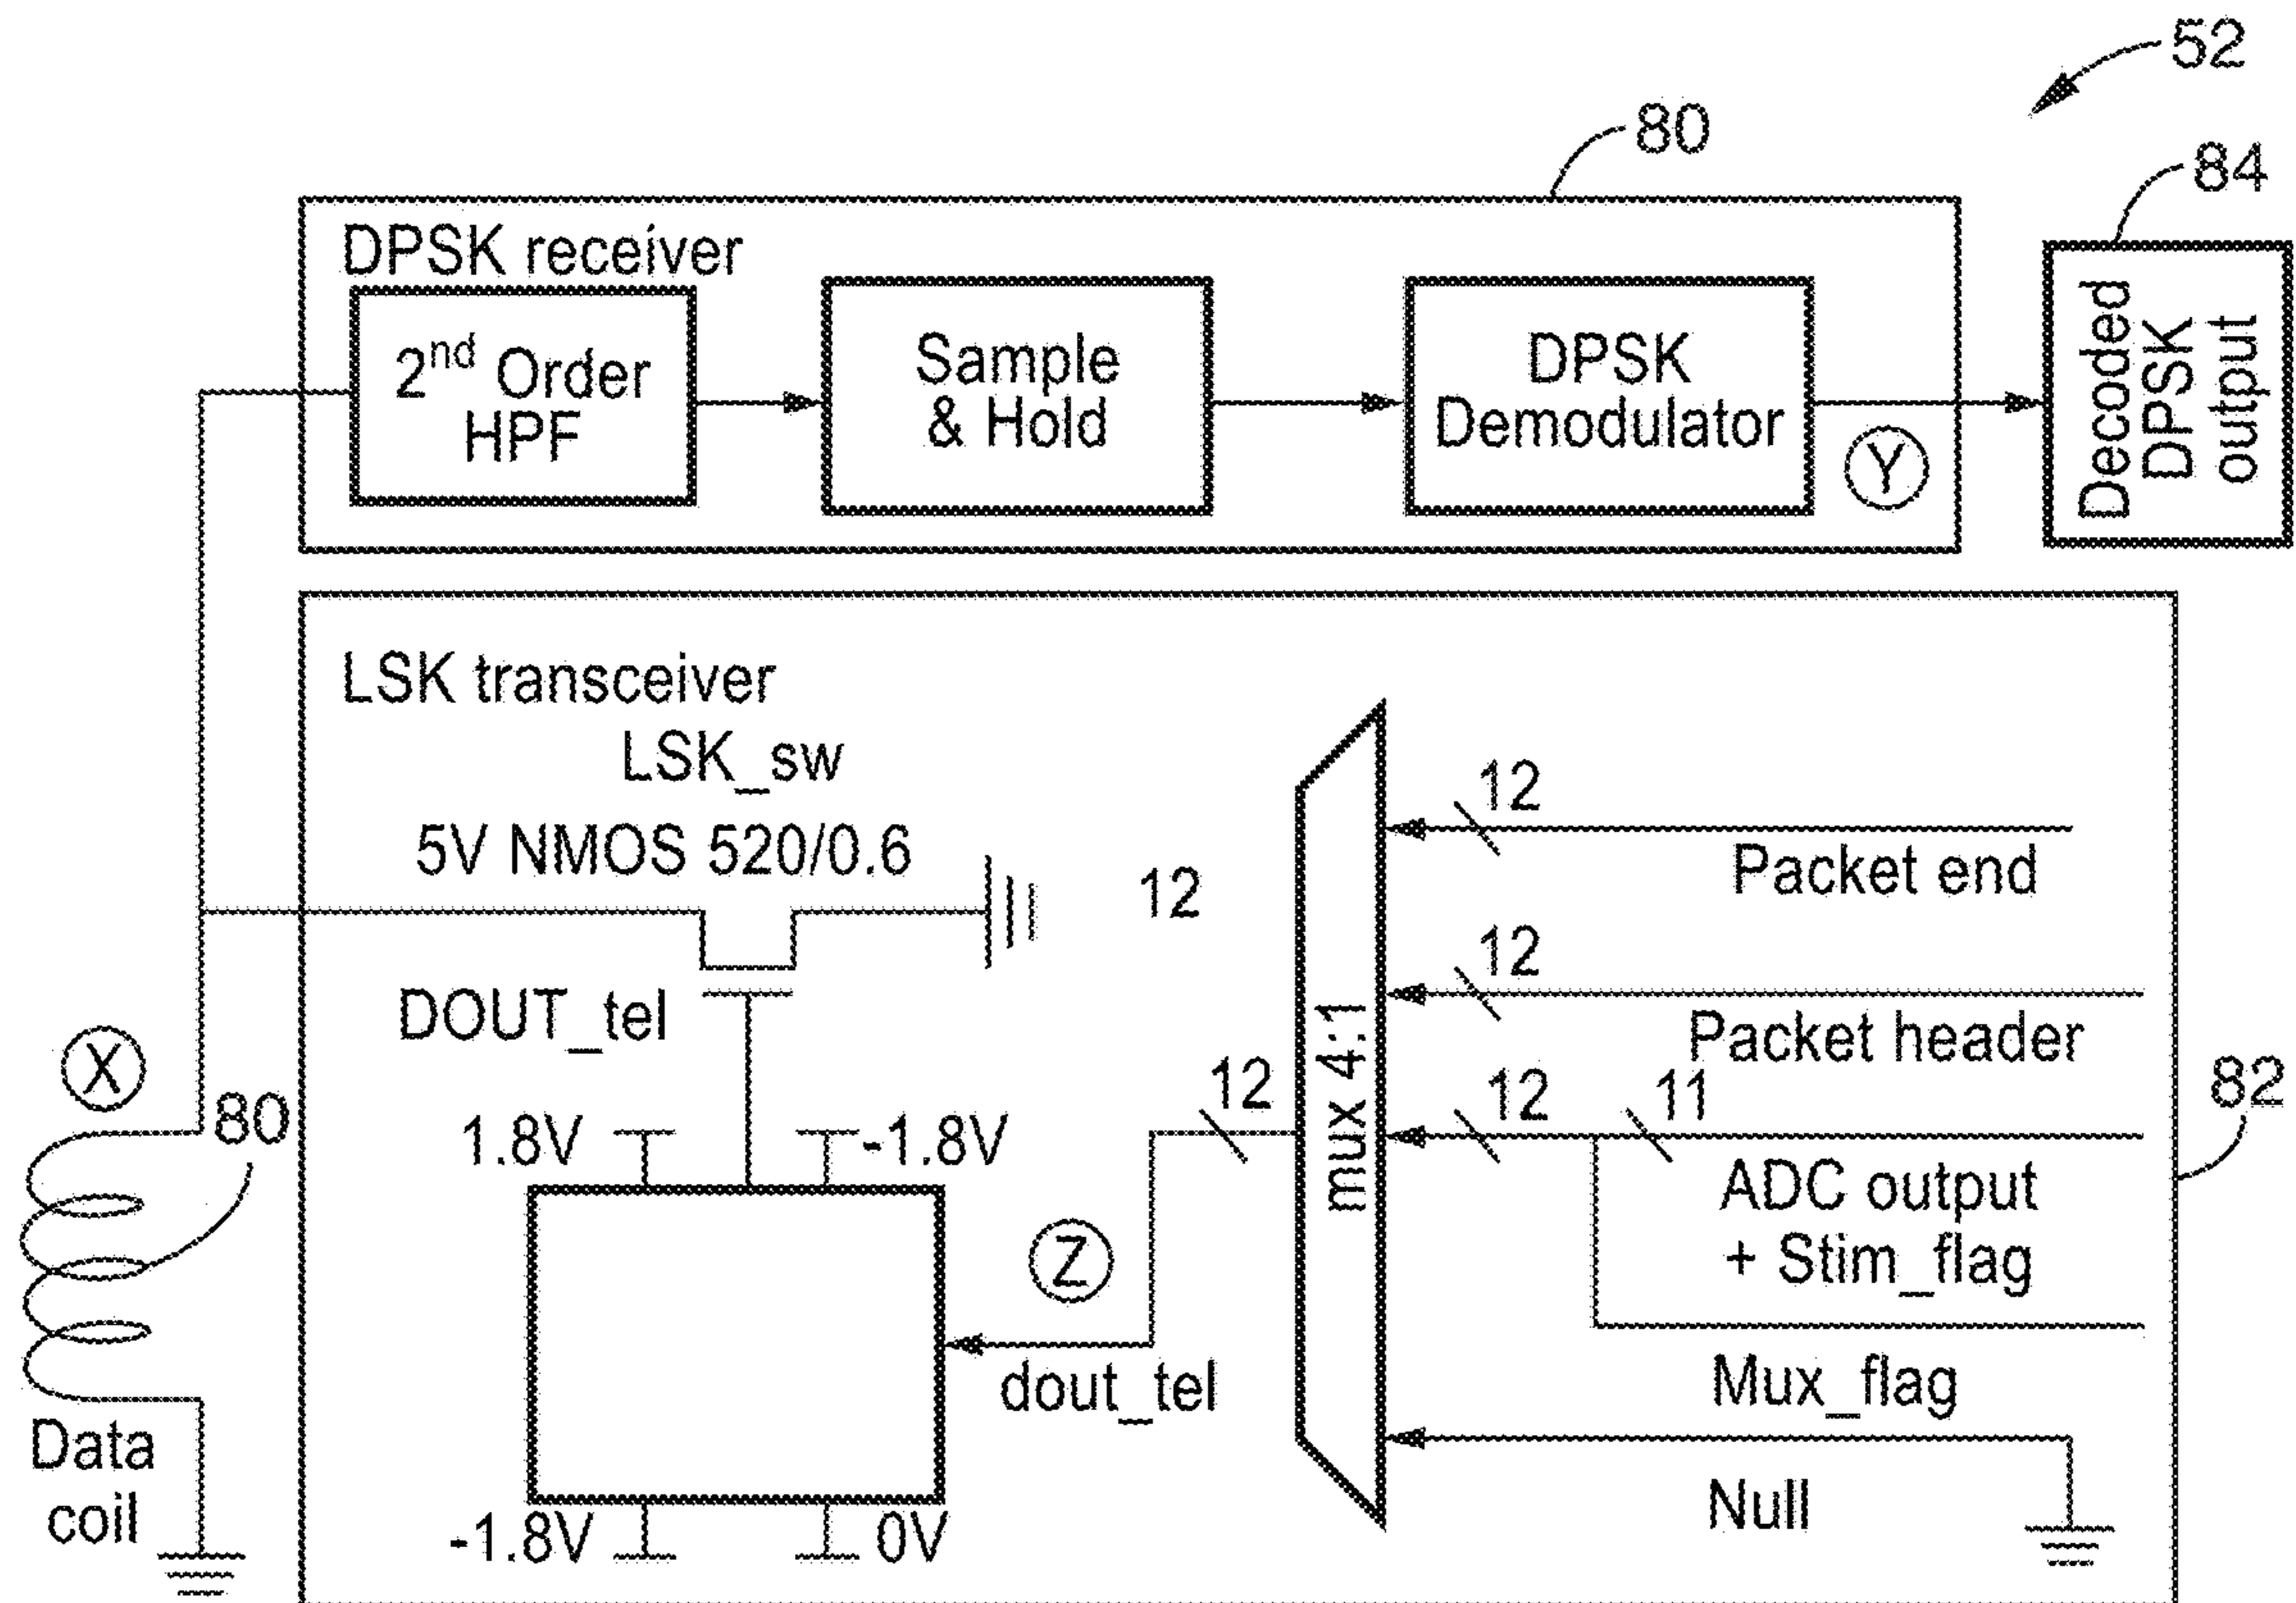 52
80
84
DPSK receiver
2nd Order
HPF
Sample
& Hold
DPSK
Demodulator
Y
Decoded
DPSK
output
LSK transceiver
LSK_sw
5V NMOS 520/0.6
12
DOUT_tel
X
80
1.8V
-1.8V
-1.8V
0V
Z
dout_tel
12
mux 4:1
12
Packet end
12
Packet header
12
11
82
ADC output
+ Stim_flag
Mux_flag
Null
Data
coil